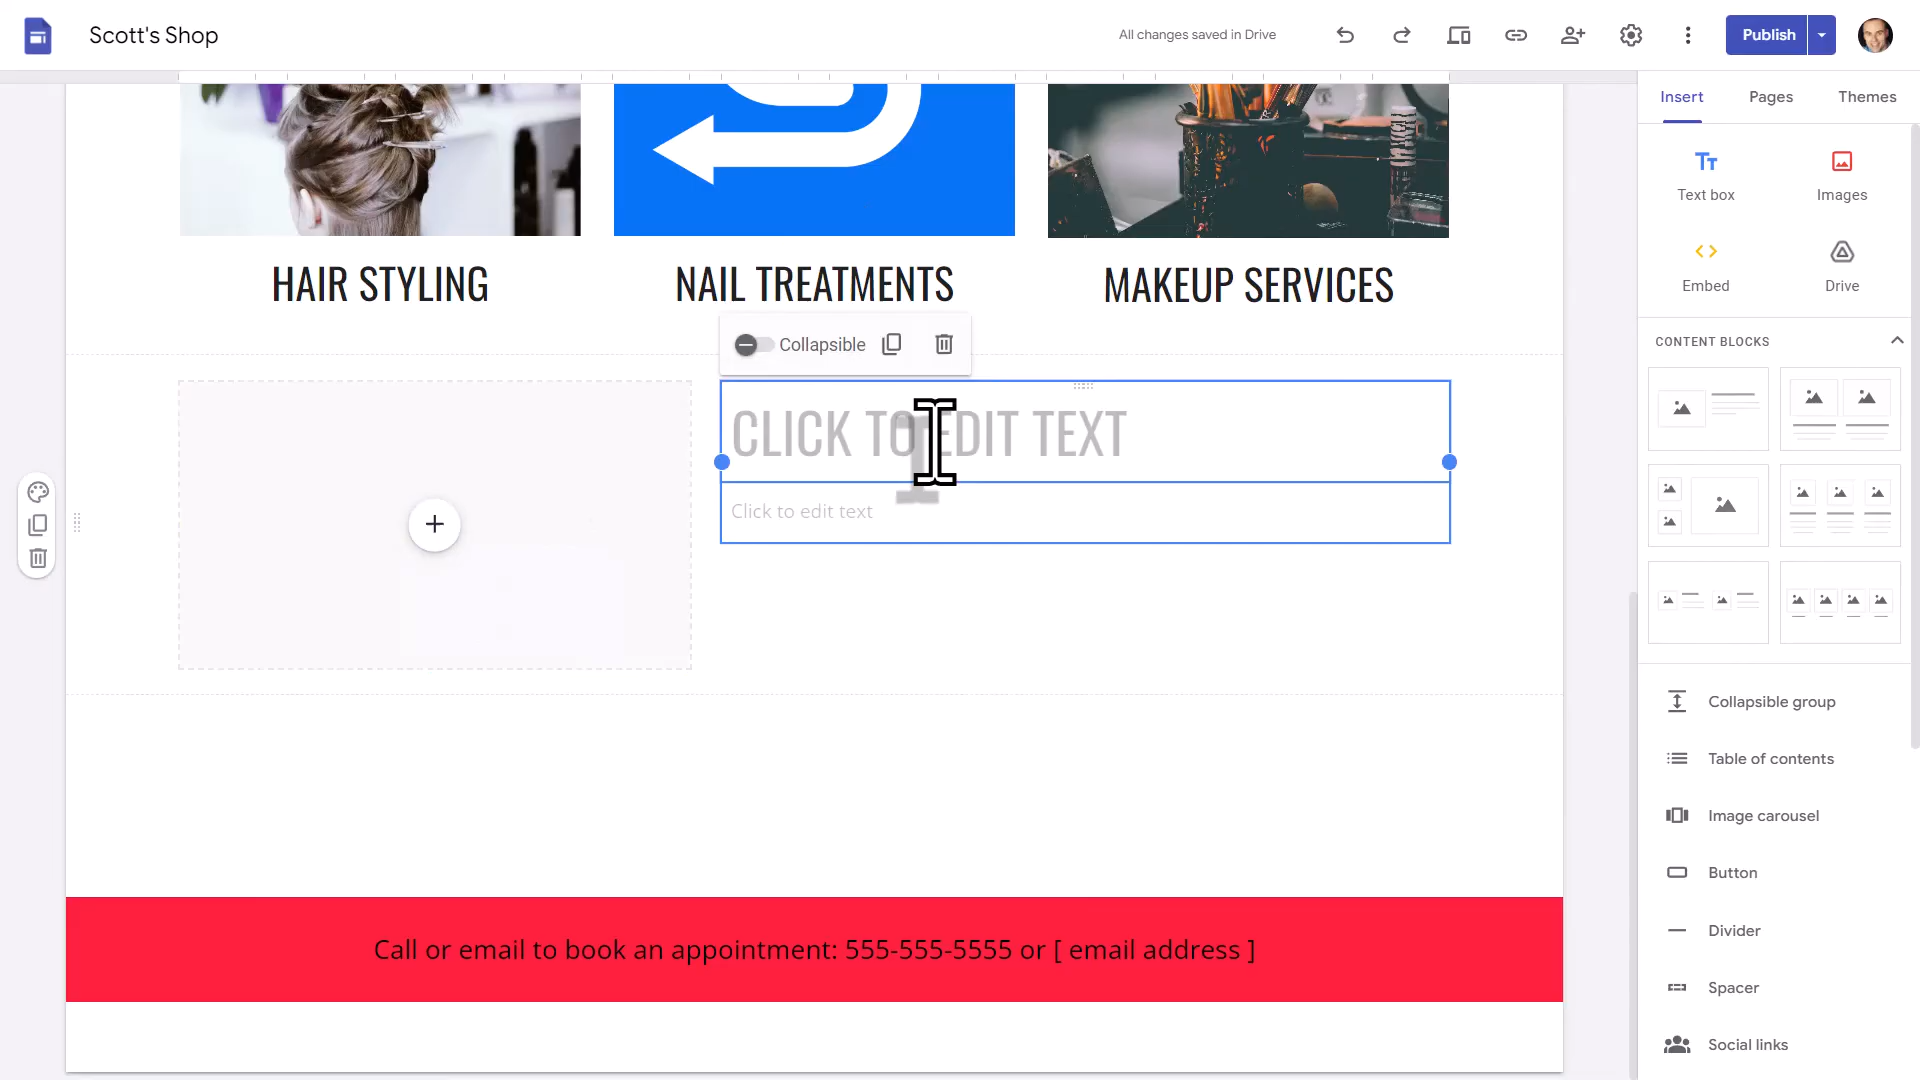 Scott's Shop
All changes saved in Drive
Publish
Insert
Pages
Themes
Text box
Images
Embed
Drive
CONTENT BLOCKS
Collapsible group
Table of contents
Image carousel
Button
Divider
Spacer
Social links
HAIR STYLING
NAIL TREATMENTS
MAKEUP SERVICES
Collapsible
CLICK TO EDIT TEXT
Click to edit text
Call or email to book an appointment: 555-555-5555 or [ email address ]